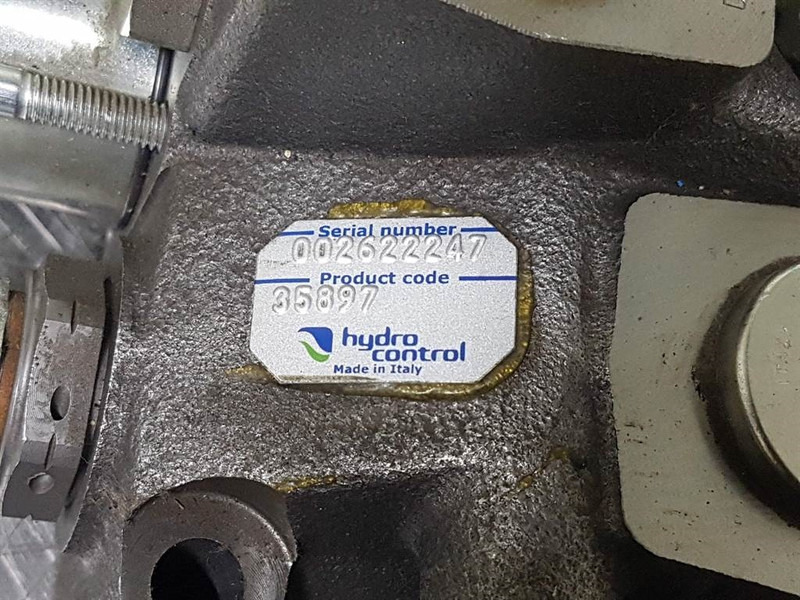 Serial number
002622247
Product code
35897
hydro
control
Made in Italy